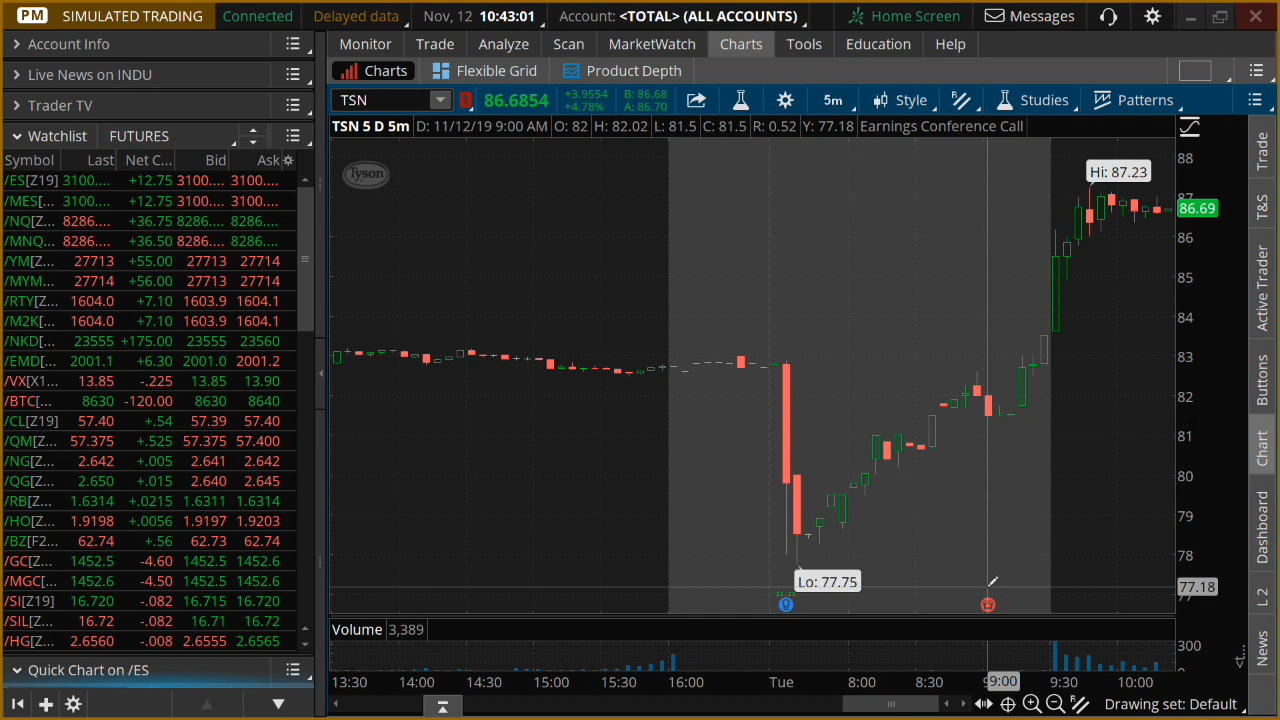 PM SIMULATED TRADING Connected Delayed data Nov, 12 10:43:01 Account: <TOTAL> (ALL ACCOUNTS) Home Screen Messages
Account Info
Live News on INDU
Trader TV
Watchlist FUTURES
Symbol Last Net C... Bid Ask
/ES[Z19] 3100.... +12.75 3100.... 3100....
/MES[... 3100.... +12.75 3100.... 3100....
/NQ[Z... 8286.... +36.75 8286.... 8286....
/MNQ... 8286.... +36.50 8286.... 8286....
/YM[Z... 27713 +55.00 27713 27714
/MYM... 27714 +56.00 27713 27714
/RTY[Z... 1604.0 +7.10 1603.9 1604.1
/M2K[... 1604.0 +7.10 1603.9 1604.1
/NKD[... 23555 +175.00 23555 23560
/EMD[... 2001.1 +6.30 2001.0 2001.2
/VX[X1... 13.85 -.225 13.85 13.90
/BTC[... 8630 -120.00 8630 8640
/CL[Z19] 57.40 +.54 57.39 57.40
/QM[Z... 57.375 +.525 57.375 57.400
/NG[Z... 2.642 +.005 2.641 2.642
/QG[Z... 2.650 +.015 2.640 2.645
/RB[Z... 1.6314 +.0215 1.6311 1.6314
/HO[Z... 1.9198 +.0056 1.9197 1.9203
/BZ[F2... 62.74 +.56 62.73 62.74
/GC[Z... 1452.5 -4.60 1452.5 1452.6
/MGC[... 1452.5 -4.50 1452.5 1452.6
/SI[Z19] 16.720 -.082 16.715 16.720
/SIL[Z... 16.72 -.082 16.71 16.72
/HG[Z... 2.6560 -.008 2.6555 2.6565
Quick Chart on /ES
Monitor Trade Analyze Scan MarketWatch Charts Tools Education Help
Charts Flexible Grid Product Depth
TSN 1 86.6854 +3.9554 +4.78% B: 86.68 A: 86.70 5m Style Studies Patterns
TSN 5 D 5m D: 11/12/19 9:00 AM O: 82 H: 82.02 L: 81.5 C: 81.5 R: 0.52 Y: 77.18 Earnings Conference Call
Tyson
Hi: 87.23
Lo: 77.75
88
87
86.69
86
85
84
83
82
81
80
79
78
77.18
Volume 3,389
300
0
13:30 14:00 14:30 15:00 15:30 16:00 Tue 8:00 8:30 9:00 9:30 10:00
Drawing set: Default
Trade
T&S
Active Trader
Buttons
Chart
Dashboard
L 2
News